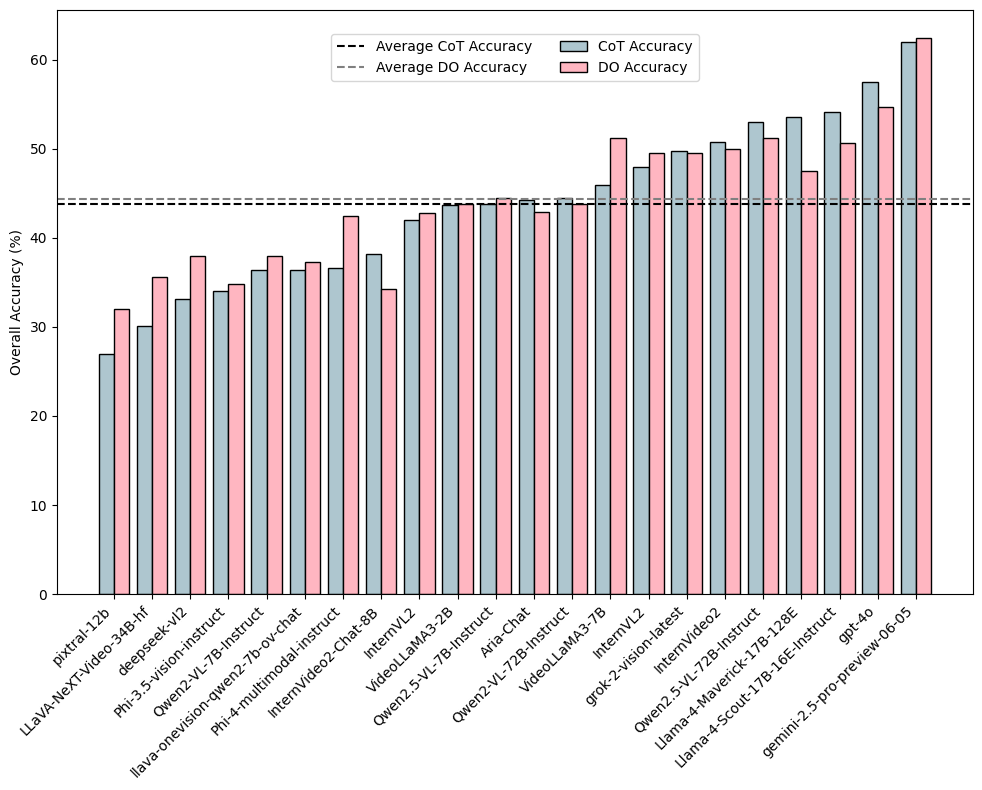 Average CoT Accuracy
Average DO Accuracy
CoT Accuracy
DO Accuracy
Overall Accuracy (%)
60
50
40
30
20
10
0
pixtral-12b
LLaVA-NeXT-Video-34B-hf
deepseek-vl2
Phi-3.5-vision-instruct
Qwen2-VL-7B-Instruct
llava-onevision-qwen2-7b-ov-chat
Phi-4-multimodal-instruct
InternVideo2-Chat-8B
InternVL2
VideoLLaMA3-2B
Qwen2.5-VL-7B-Instruct
Aria-Chat
Qwen2-VL-72B-Instruct
VideoLLaMA3-7B
InternVL2
grok-2-vision-latest
InternVideo2
Qwen2.5-VL-72B-Instruct
Llama-4-Maverick-17B-128E
Llama-4-Scout-17B-16E-Instruct
gpt-4o
gemini-2.5-pro-preview-06-05